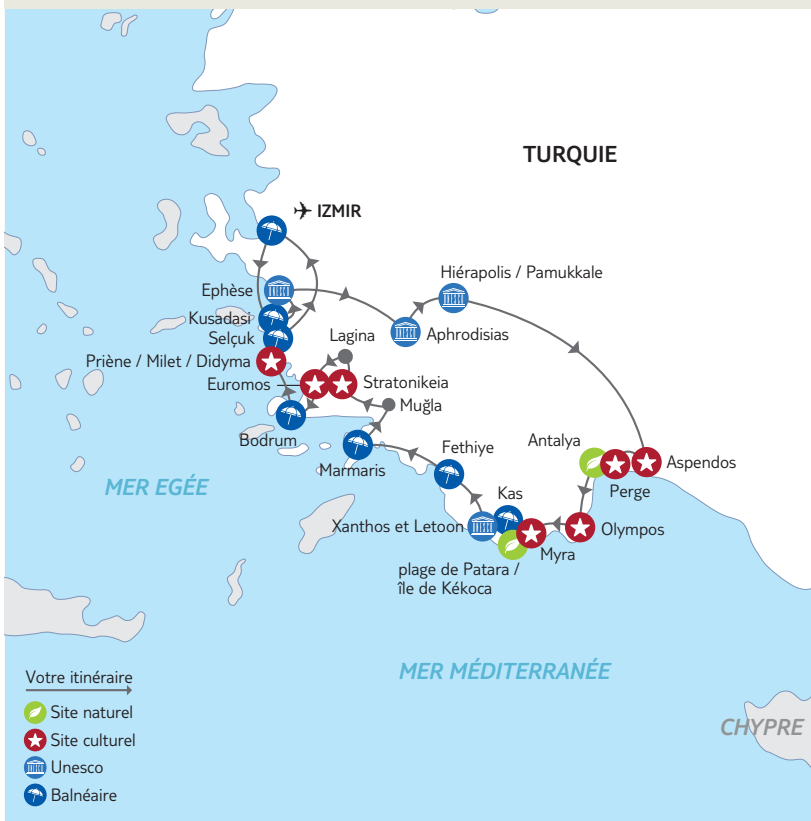 TURQUIE
IZMIR
Hiérapolis / Pamukkale
Ephèse
Kusadasi
Aphrodisias
Selçuk
Lagina
Priène / Milet / Didyma
Euromos
Stratonikeia
Muğla
Bodrum
Antalya
Marmaris
Fethiye
Aspendos
MER EGÉE
Kas
Perge
Xanthos et Letoon
Olympos
Myra
plage de Patara /
île de Kékoca
MER MÉDITERRANÉE
Votre itinéraire
Site naturel
Site culturel
Unesco
Balnéaire
CHYPRE